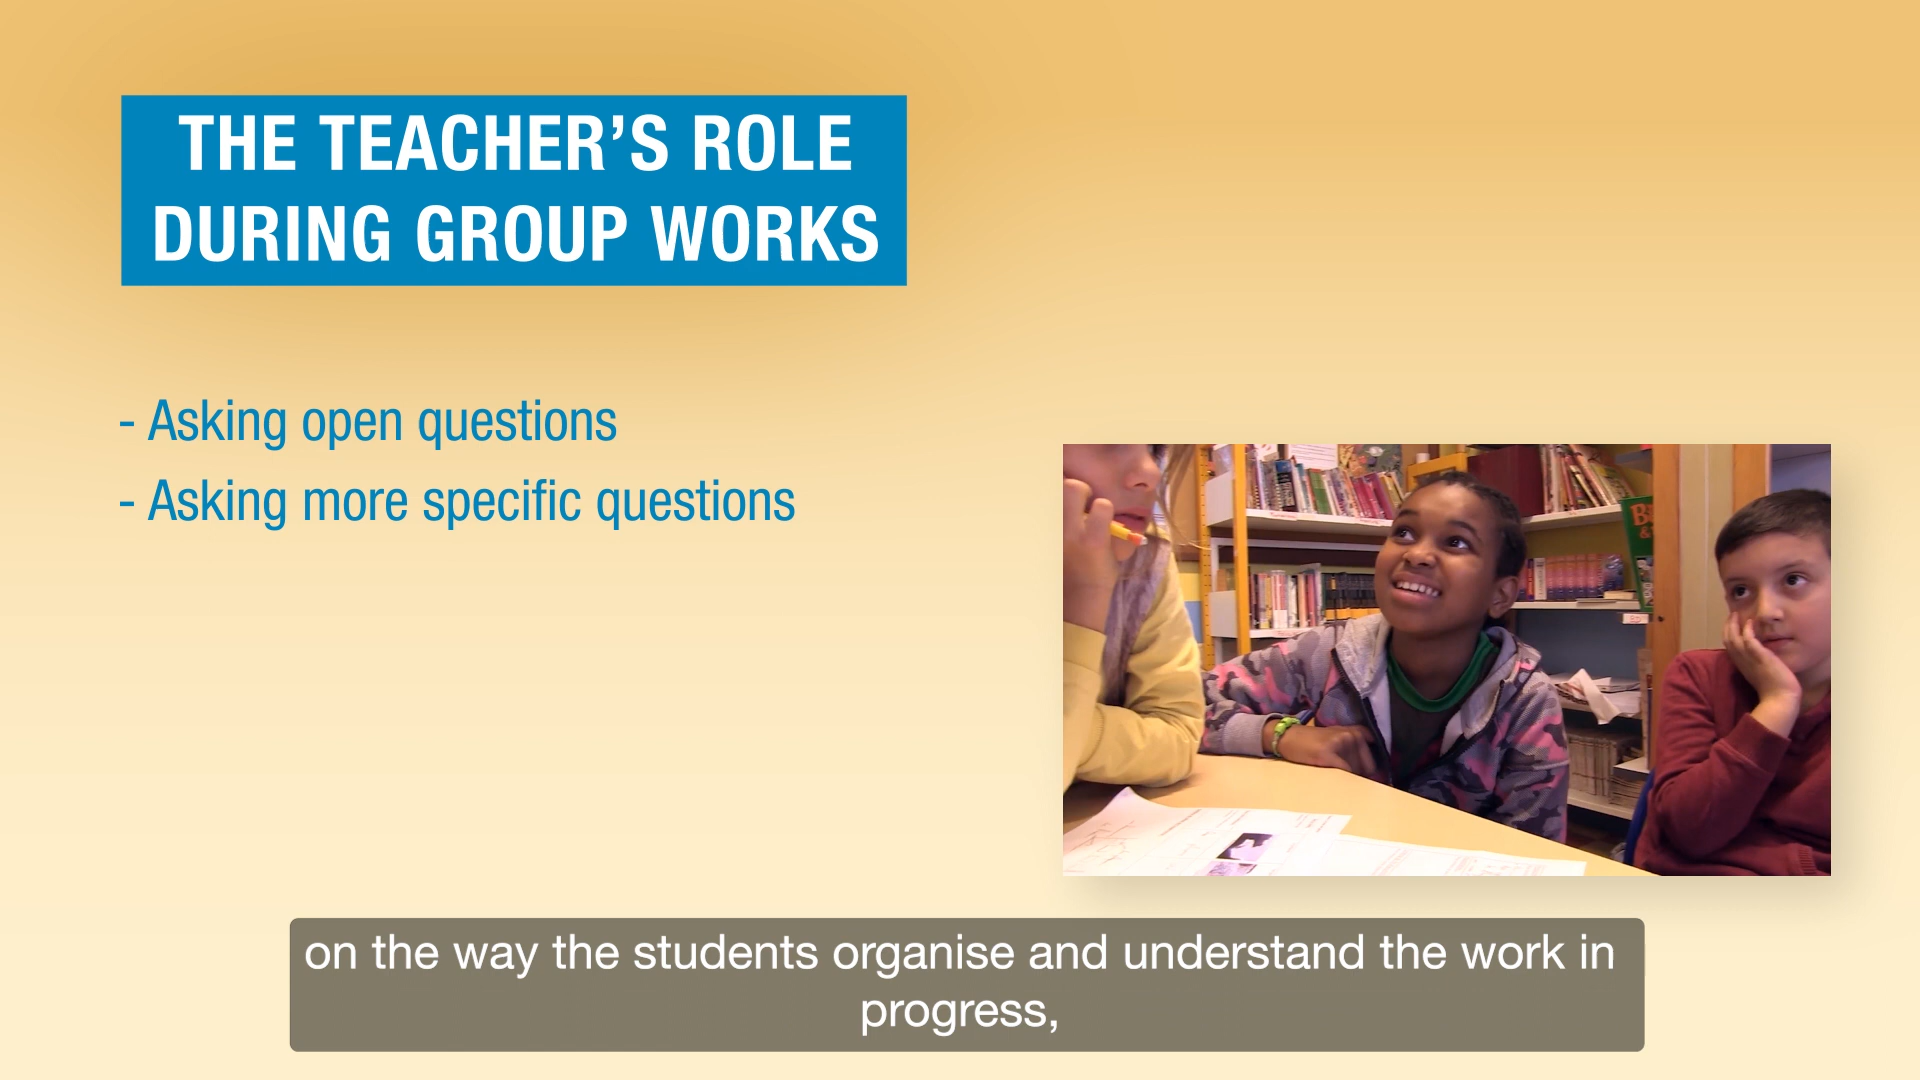 THE TEACHER’S ROLE
DURING GROUP WORKS
- Asking open questions
- Asking more specific questions
on the way the students organise and understand the work in
progress,